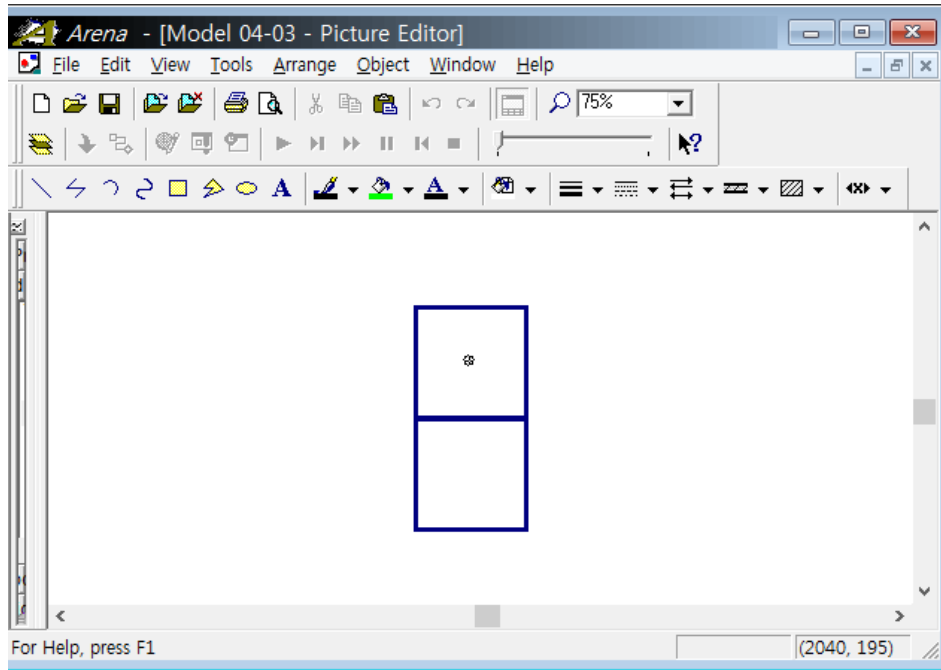 Arena - [Model 04-03 - Picture Editor]
File Edit View Tools Arrange Object Window Help
75%
A A
For Help, press F1 (2040, 195)